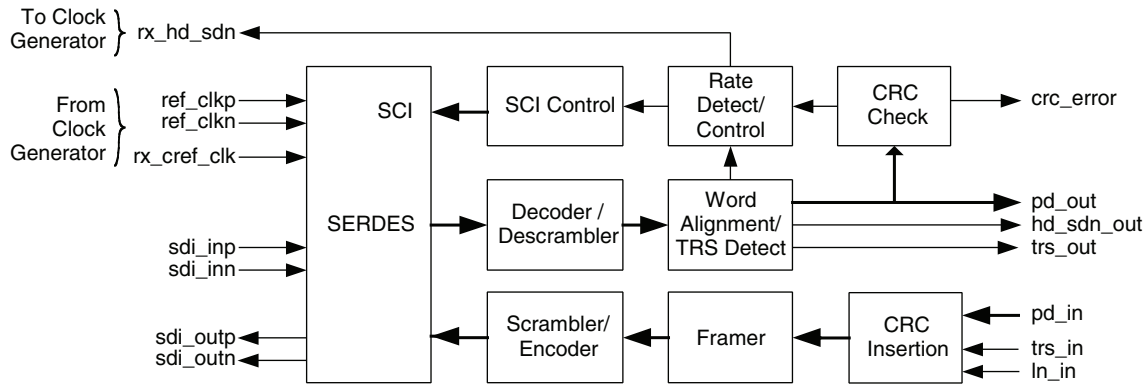 To Clock
Generator
rx_hd_sdn
From
Clock
Generator
ref_clkp
ref_clkn
rx_cref_clk
sdi_inp
sdi_inn
sdi_outp
sdi_outn
SCI
SERDES
SCI Control
Rate
Detect/
Control
CRC
Check
crc_error
Decoder /
Descrambler
Word
Alignment/
TRS Detect
pd_out
hd_sdn_out
trs_out
Scrambler/
Encoder
Framer
CRC
Insertion
pd_in
trs_in
ln_in